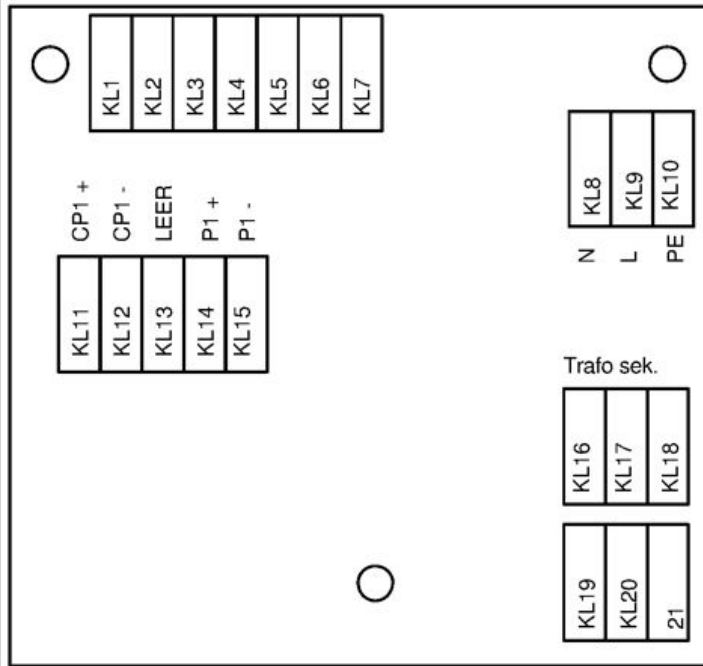 KL1 KL2 KL3 KL4 KL5 KL6 KL7
KL8 KL9 KL10
N L PE
CP1 + CP1 - LEER P1 + P1 -
KL11 KL12 KL13 KL14 KL15
Trafo sek.
KL16 KL17 KL18
KL19 KL20 21